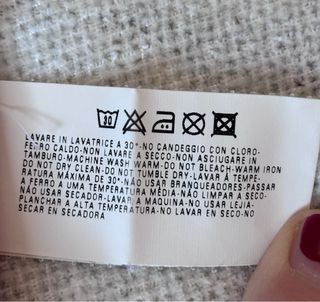 30
LAVARE IN LAVATRICE A 30°-NO CANDEGGIO CON CLORO-
FERRO CALDO-NON LAVARE A SECCO-NON ASCIUGARE IN
TAMBURO-MACHINE WASH WARM-DO NOT BLEACH-WARM IRON
DO NOT DRY CLEAN-DO NOT TUMBLE DRY-LAVAR Á TEMPE-
RATURA MÁXIMA DE 30°-NÃO USAR BRANQUEADORES-PASSAR
A FERRO A UMA TEMPERATURA MÉDIA-NÃO LIMPAR A SECO-
NÃO USAR SECADOR-LAVAR A MAQUINA-NO USAR LEJIA-
PLANCHAR A ALTA TEMPERATURA-NO LAVAR EN SECO-NO
SECAR EN SECADORA